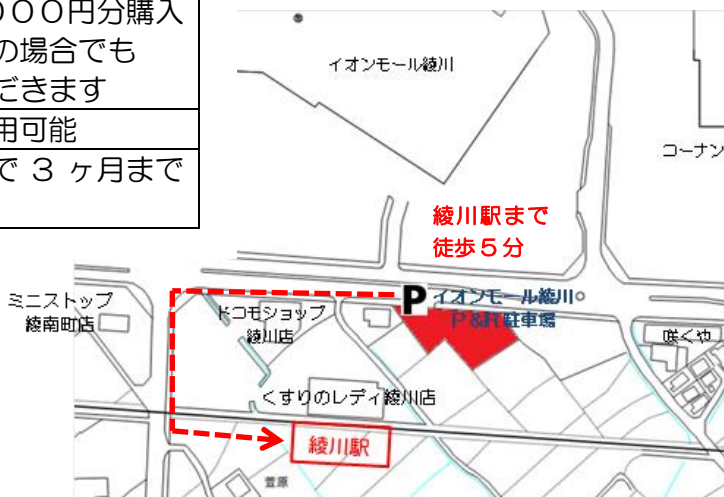 ０００円分購入
の場合でも
だきます
用可能
で ３ ヶ月まで
イオンモール綾川
コーナン
綾川駅まで
徒歩５分
ミニストップ
綾南町店
ドコモショップ
綾川店
P
イオンモール綾川
P&R駐車場
咲くや
くすりのレディ綾川店
綾川駅
萱原